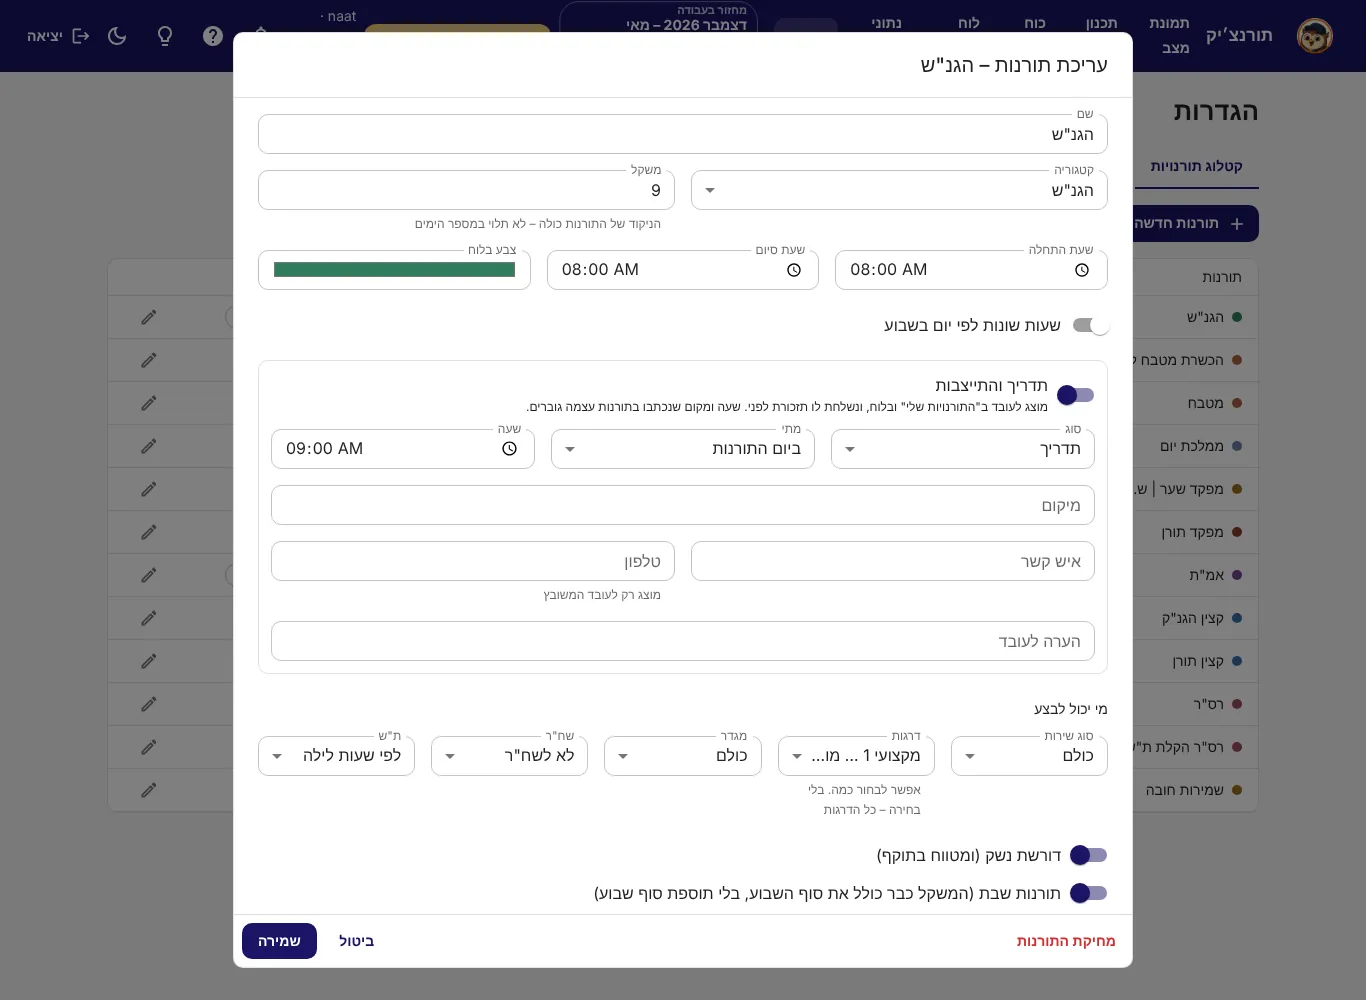 תורנצ׳יק
תמונת מצב
תכנון
כוח
לוח
נתוני
מחזור בעבודה
דצמבר 2026 – מאי
naat ·
יציאה
הגדרות
קטלוג תורנויות
תורנות חדשה
תורנות
הגנ"ש
הכשרת מטבח
מטבח
ממלכת יום
מפקד שער | ש.
מפקד תורן
אמ"ת
קצין הגנ"ק
קצין תורן
רס"ר
רס"ר הקלת ת"ש
שמירות חובה
עריכת תורנות – הגנ"ש
שם
הגנ"ש
קטגוריה
הגנ"ש
משקל
9
הניקוד של התורנות כולה – לא תלוי במספר הימים
שעת התחלה
08:00 AM
שעת סיום
08:00 AM
צבע בלוח
שעות שונות לפי יום בשבוע
תדריך והתייצבות
מוצג לעובד ב"התורנויות שלי" ובלוח, ונשלחת לו תזכורת לפני. שעה ומקום שנכתבו בתורנות עצמה גוברים.
סוג
תדריך
מתי
ביום התורנות
שעה
09:00 AM
מיקום
איש קשר
טלפון
מוצג רק לעובד המשובץ
הערה לעובד
מי יכול לבצע
סוג שירות
כולם
דרגות
מקצועי 1 ... מו...
אפשר לבחור כמה. בלי
בחירה – כל הדרגות
מגדר
כולם
שח"ר
לא לשח"ר
ת"ש
לפי שעות לילה
דורשת נשק (ומטווח בתוקף)
תורנות שבת (המשקל כבר כולל את סוף השבוע, בלי תוספת סוף שבוע)
מחיקת התורנות
ביטול
שמירה